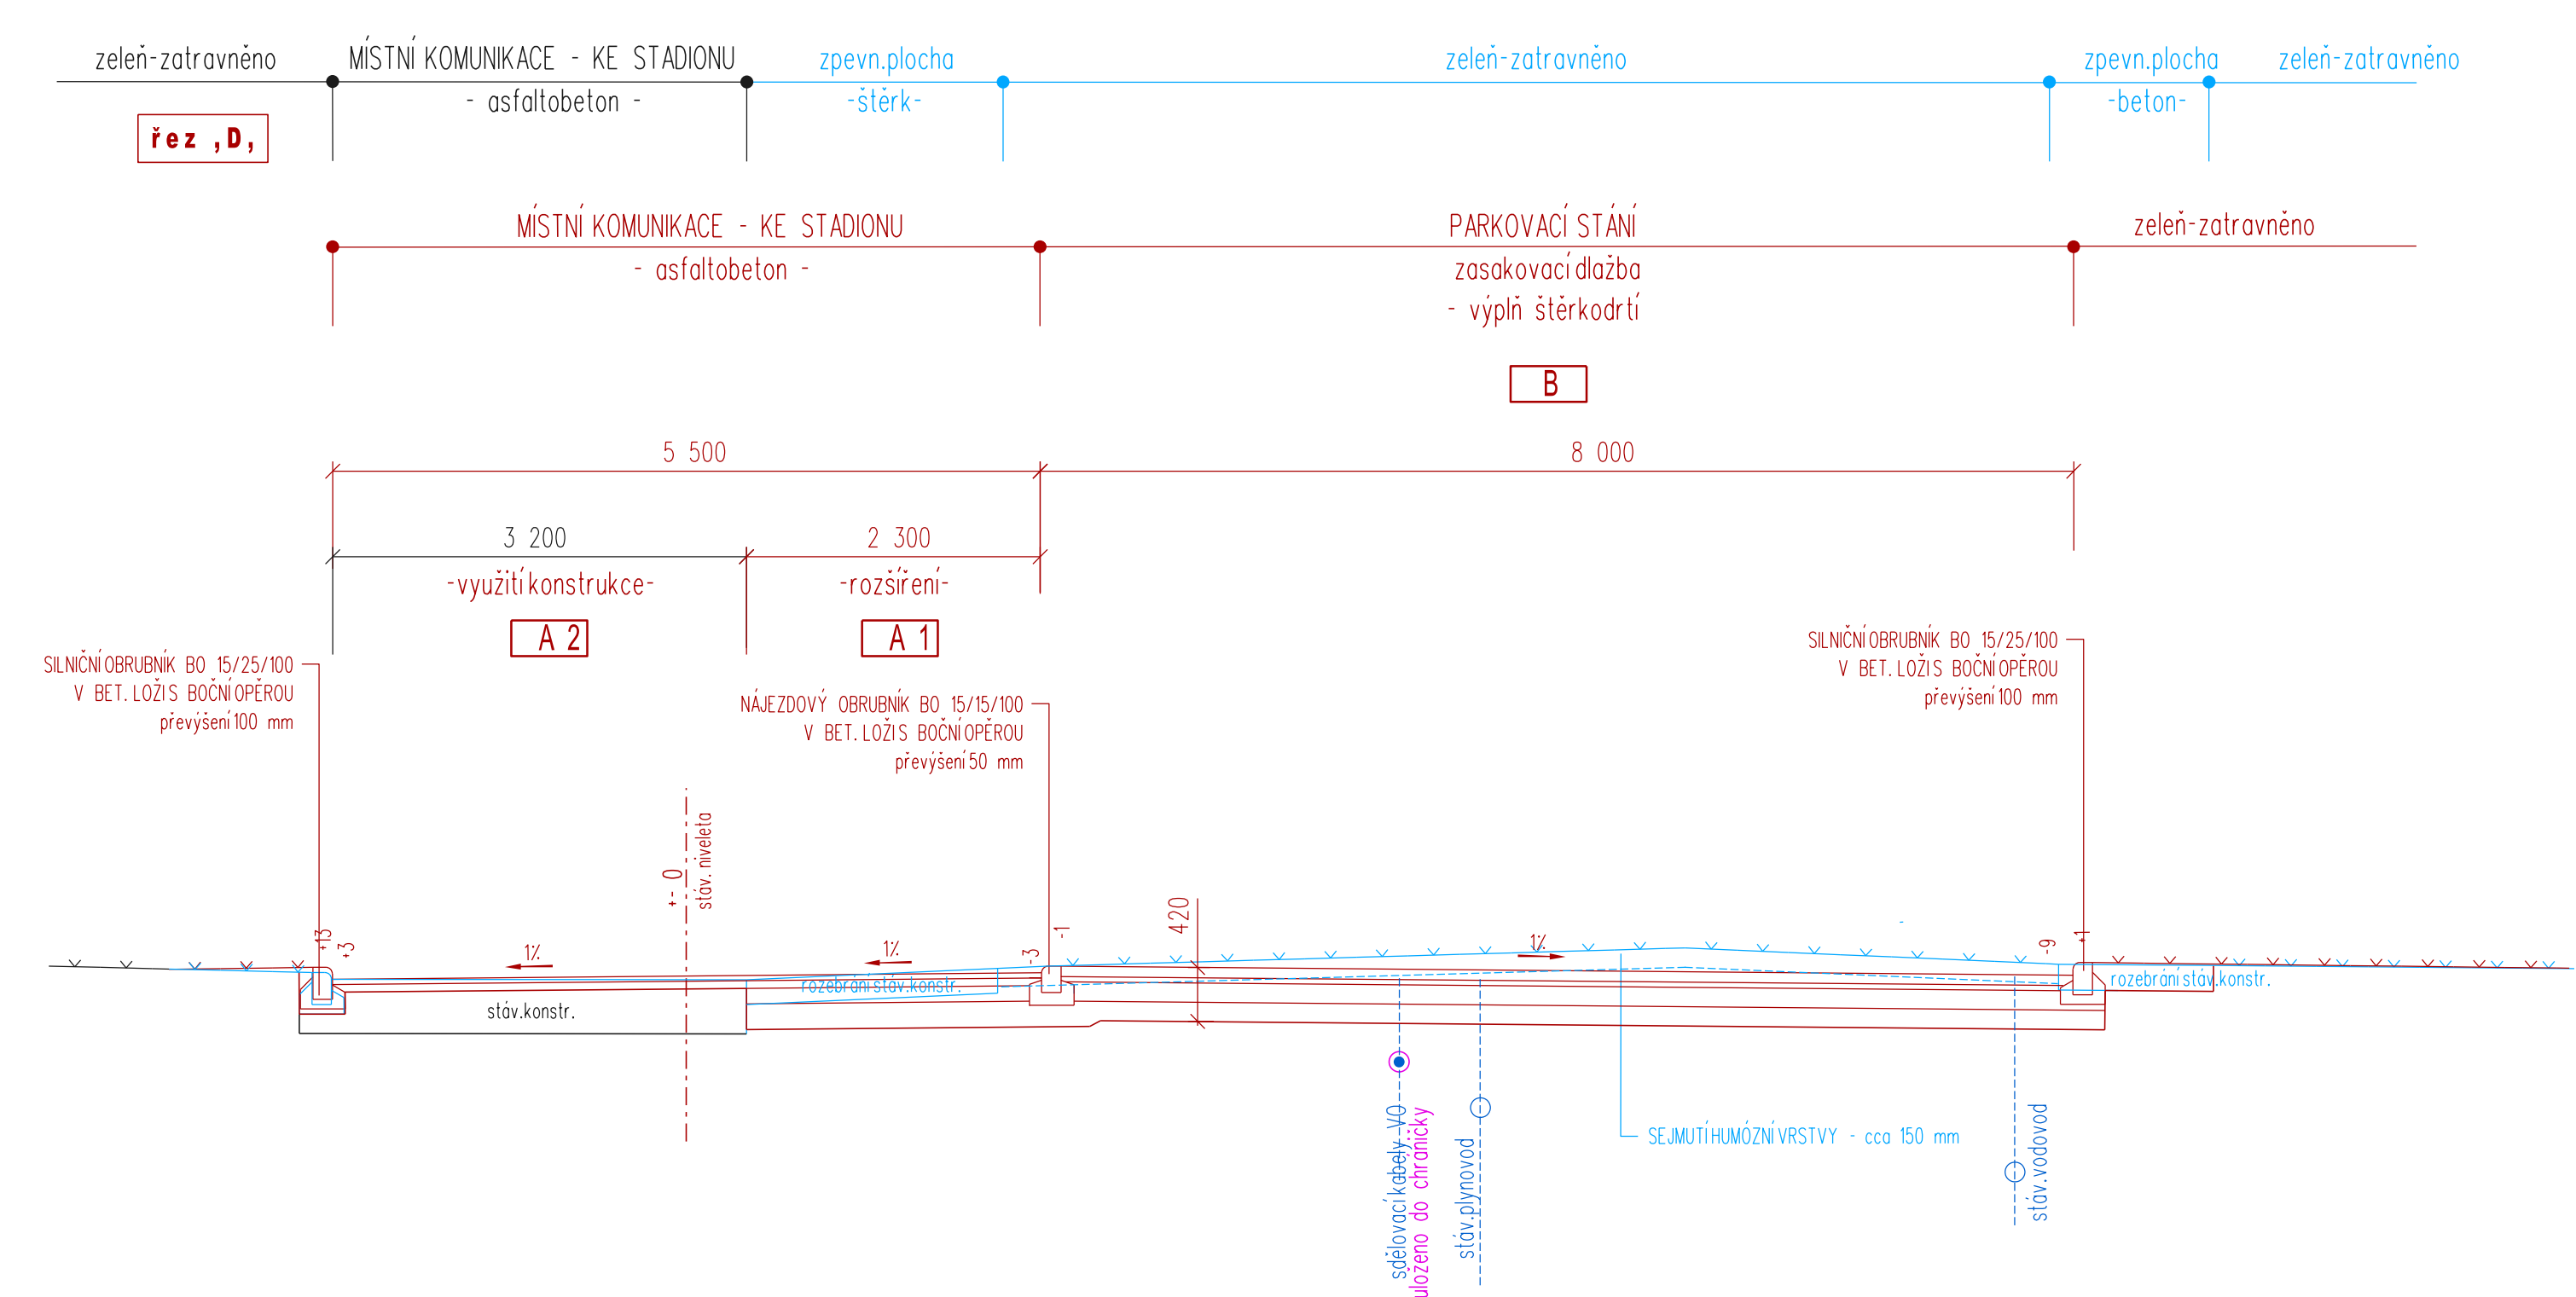 zeleň-zatravněno
MÍSTNÍ KOMUNIKACE - KE STADIONU
zpevn.plocha
zeleň-zatravněno
zpevn.plocha
zeleň-zatravněno
- asfaltobeton -
-štěrk-
-beton-
řez ,D,
MÍSTNÍ KOMUNIKACE - KE STADIONU
PARKOVACÍ STÁNÍ
zeleň-zatravněno
- asfaltobeton -
zasakovací dlažba
- výplň štěrkodrtí
B
5 500
8 000
3 200
2 300
-využití konstrukce-
-rozšíření-
A 2
A 1
SILNIČNÍ OBRUBNÍK BO 15/25/100
V BET. LOŽI S BOČNÍ OPĚROU
převýšení 100 mm
NÁJEZDOVÝ OBRUBNÍK BO 15/15/100
V BET. LOŽI S BOČNÍ OPĚROU
převýšení 50 mm
SILNIČNÍ OBRUBNÍK BO 15/25/100
V BET. LOŽI S BOČNÍ OPĚROU
převýšení 100 mm
+- 0
stáv. niveleta
+13
+3
1%
1%
-3
-1
420
1%
-9
+1
rozebrání stáv.konstr.
rozebrání stáv.konstr.
stáv.konstr.
sdělovací kabely, VO
uloženo do chráničky
stáv.plynovod
SEJMUTÍ HUMÓZNÍ VRSTVY - cca 150 mm
stáv.vodovod